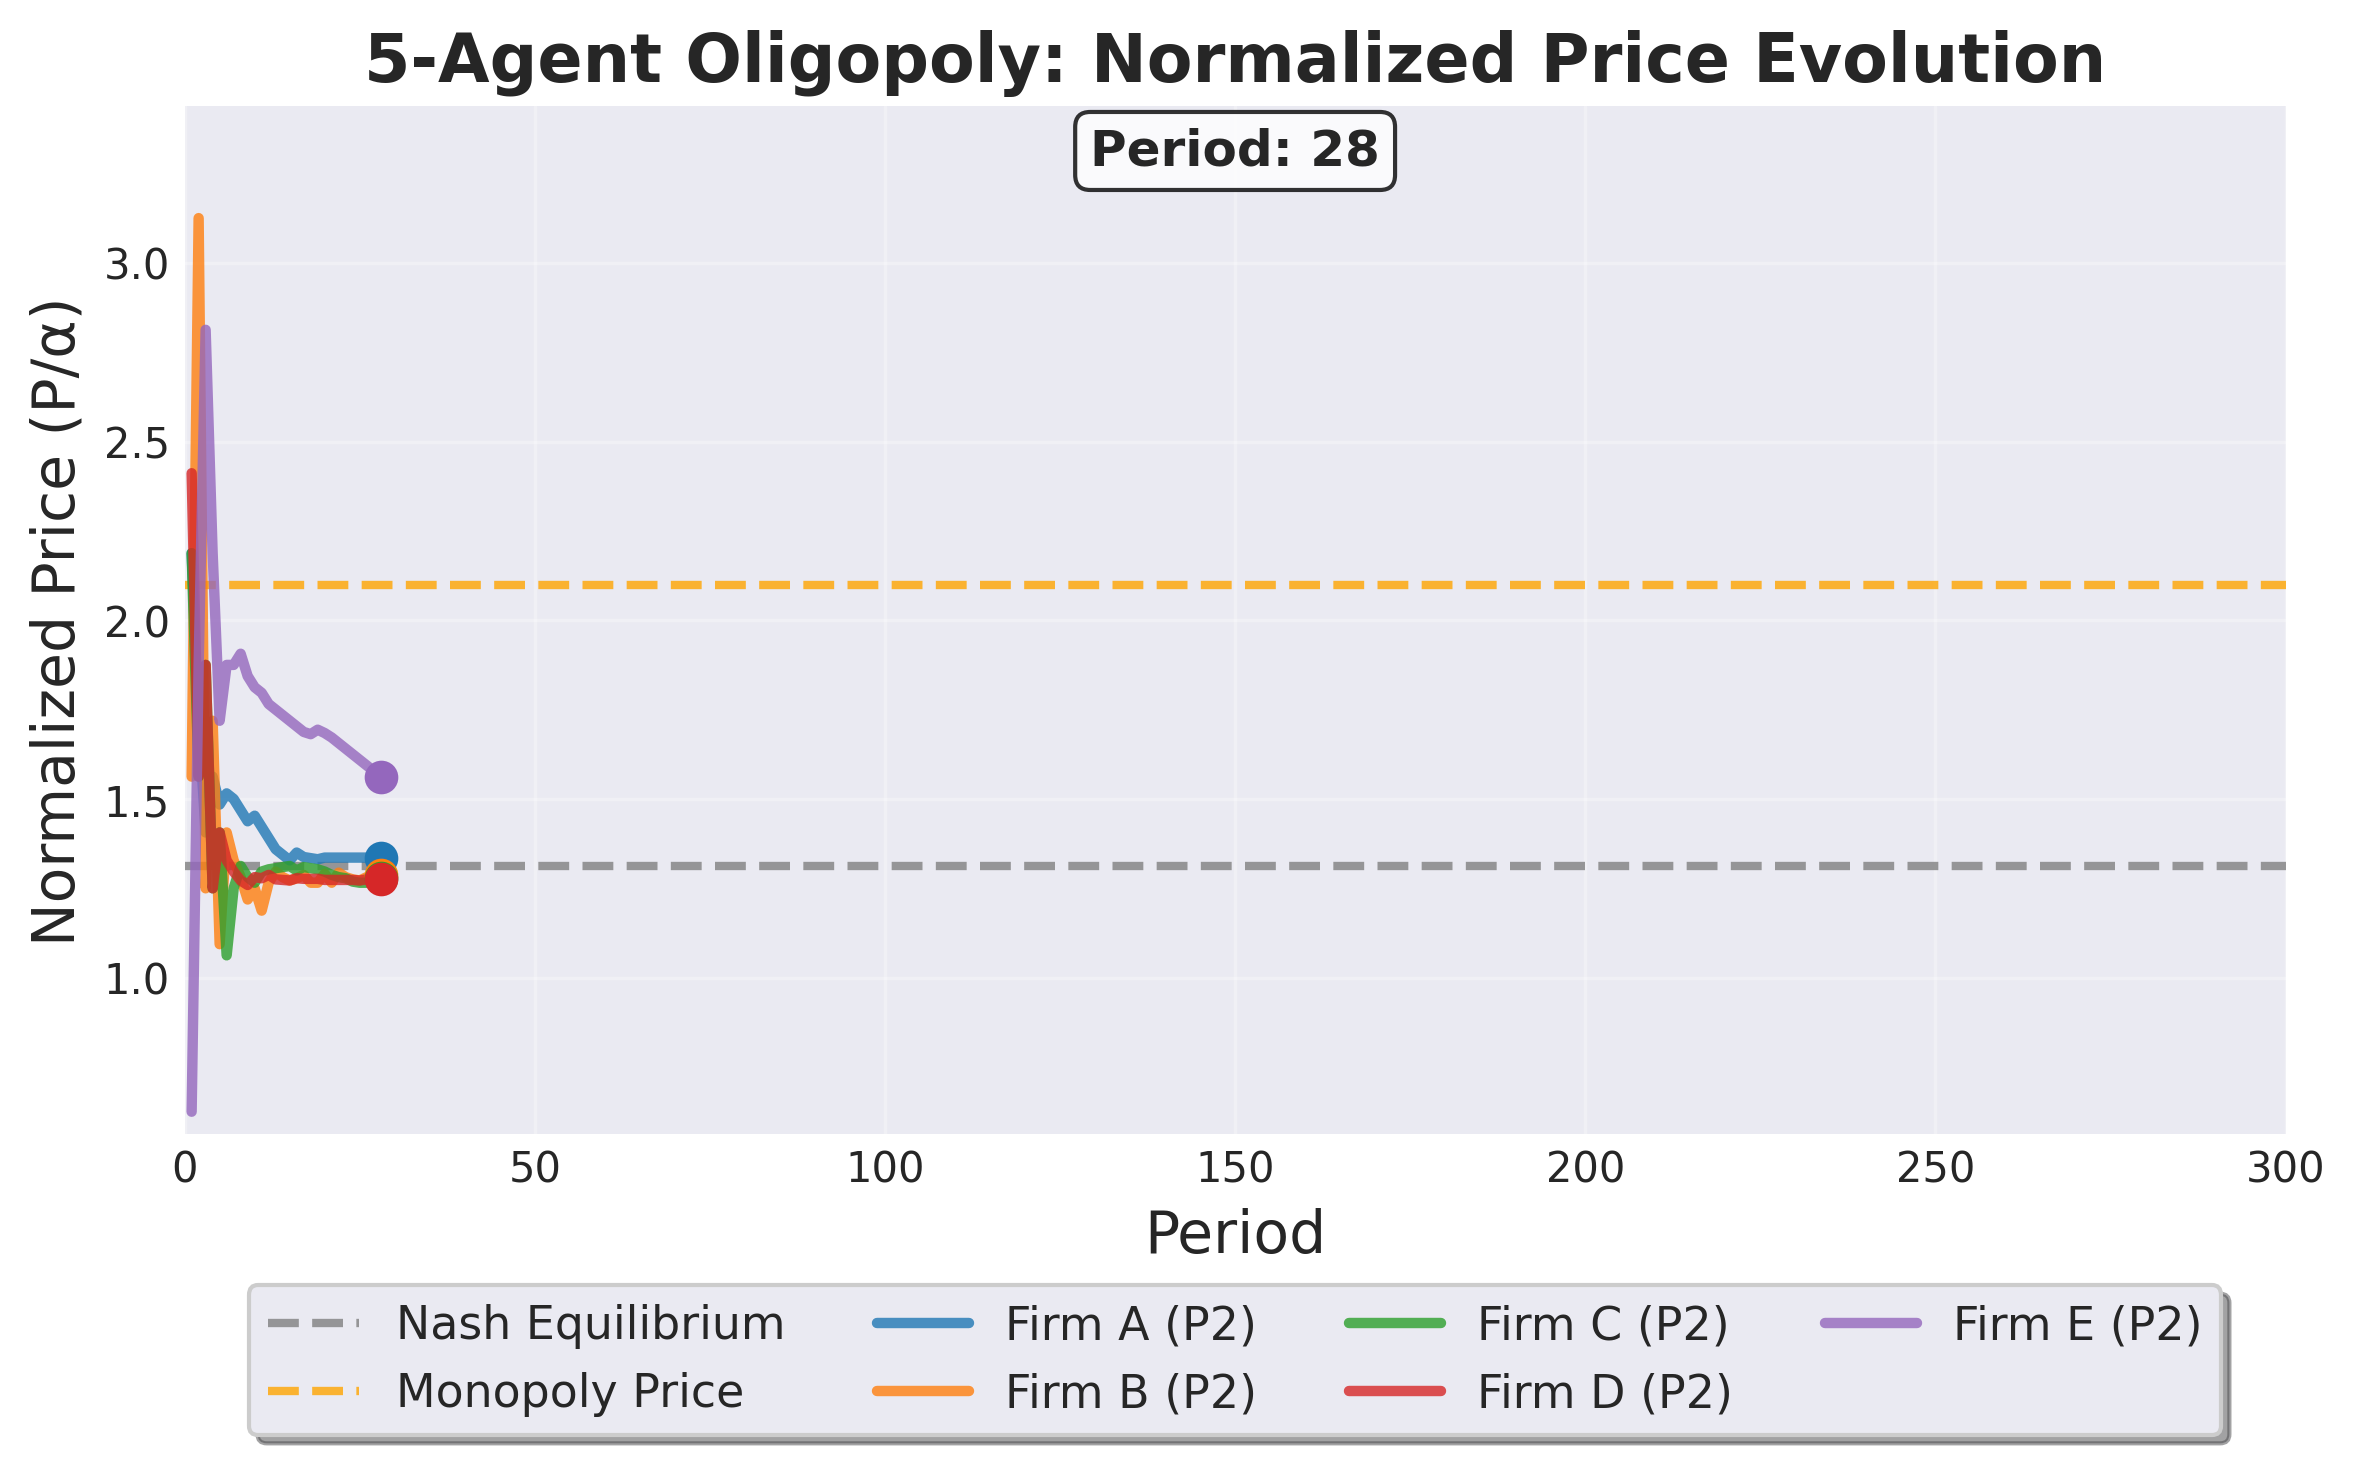 5-Agent Oligopoly: Normalized Price Evolution
Period: 28
Normalized Price (P/α)
3.0
2.5
2.0
1.5
1.0
0 50 100 150 200 250 300
Period
Nash Equilibrium Firm A (P2) Firm C (P2) Firm E (P2)
Monopoly Price Firm B (P2) Firm D (P2)